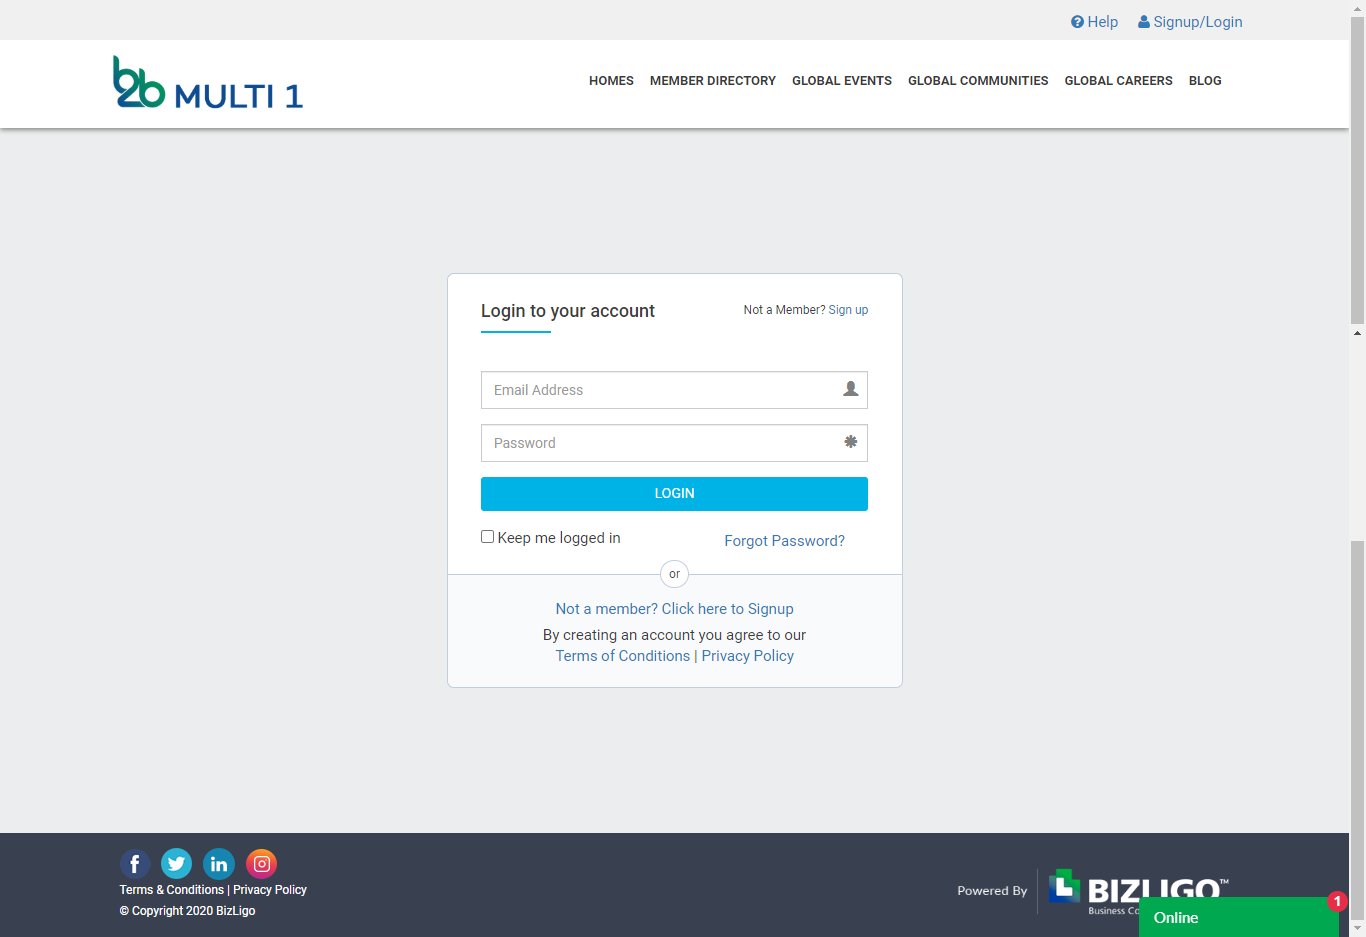 Help Signup/Login
b2b MULTI 1
HOMES MEMBER DIRECTORY GLOBAL EVENTS GLOBAL COMMUNITIES GLOBAL CAREERS BLOG
Login to your account
Not a Member? Sign up
Email Address
Password
LOGIN
Keep me logged in
Forgot Password?
or
Not a member? Click here to Signup
By creating an account you agree to our
Terms of Conditions | Privacy Policy
Terms & Conditions | Privacy Policy
© Copyright 2020 BizLigo
Powered By
BIZLIGO™
Business
Online
1